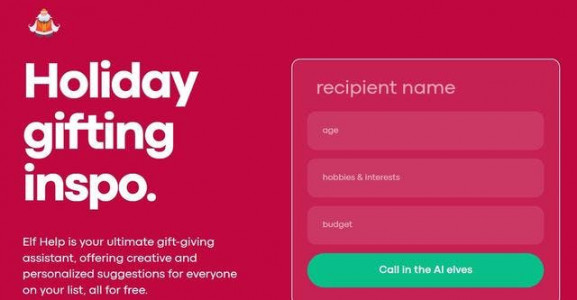 Holiday
gifting
inspo.
Elf Help is your ultimate gift-giving
assistant, offering creative and
personalized suggestions for everyone
on your list, all for free.
recipient name
age
hobbies & interests
budget
Call in the AI elves